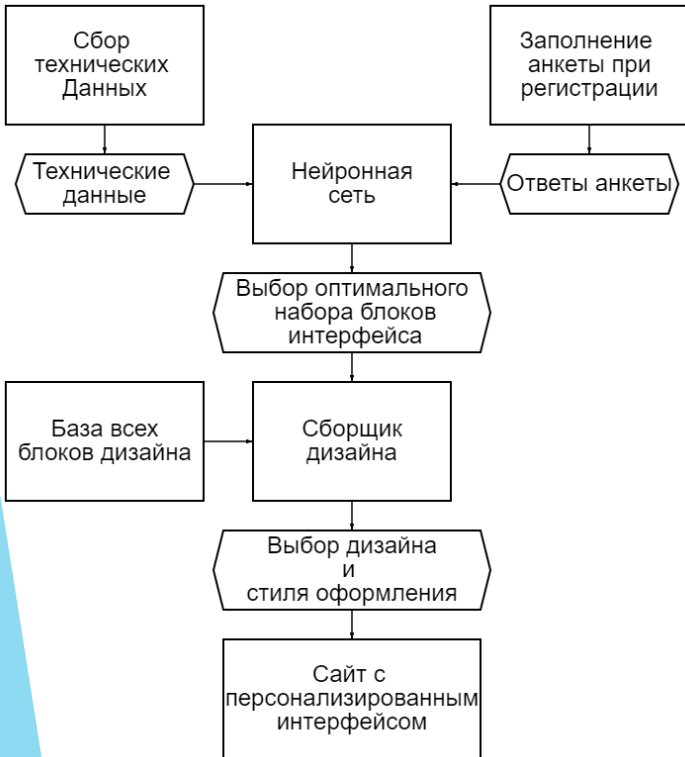 Сбор
технических
Данных
Заполнение
анкеты при
регистрации
Технические
данные
Нейронная
сеть
Ответы анкеты
Выбор оптимального
набора блоков
интерфейса
База всех
блоков дизайна
Сборщик
дизайна
Выбор дизайна
и
стиля оформления
Сайт с
персонализированным
интерфейсом